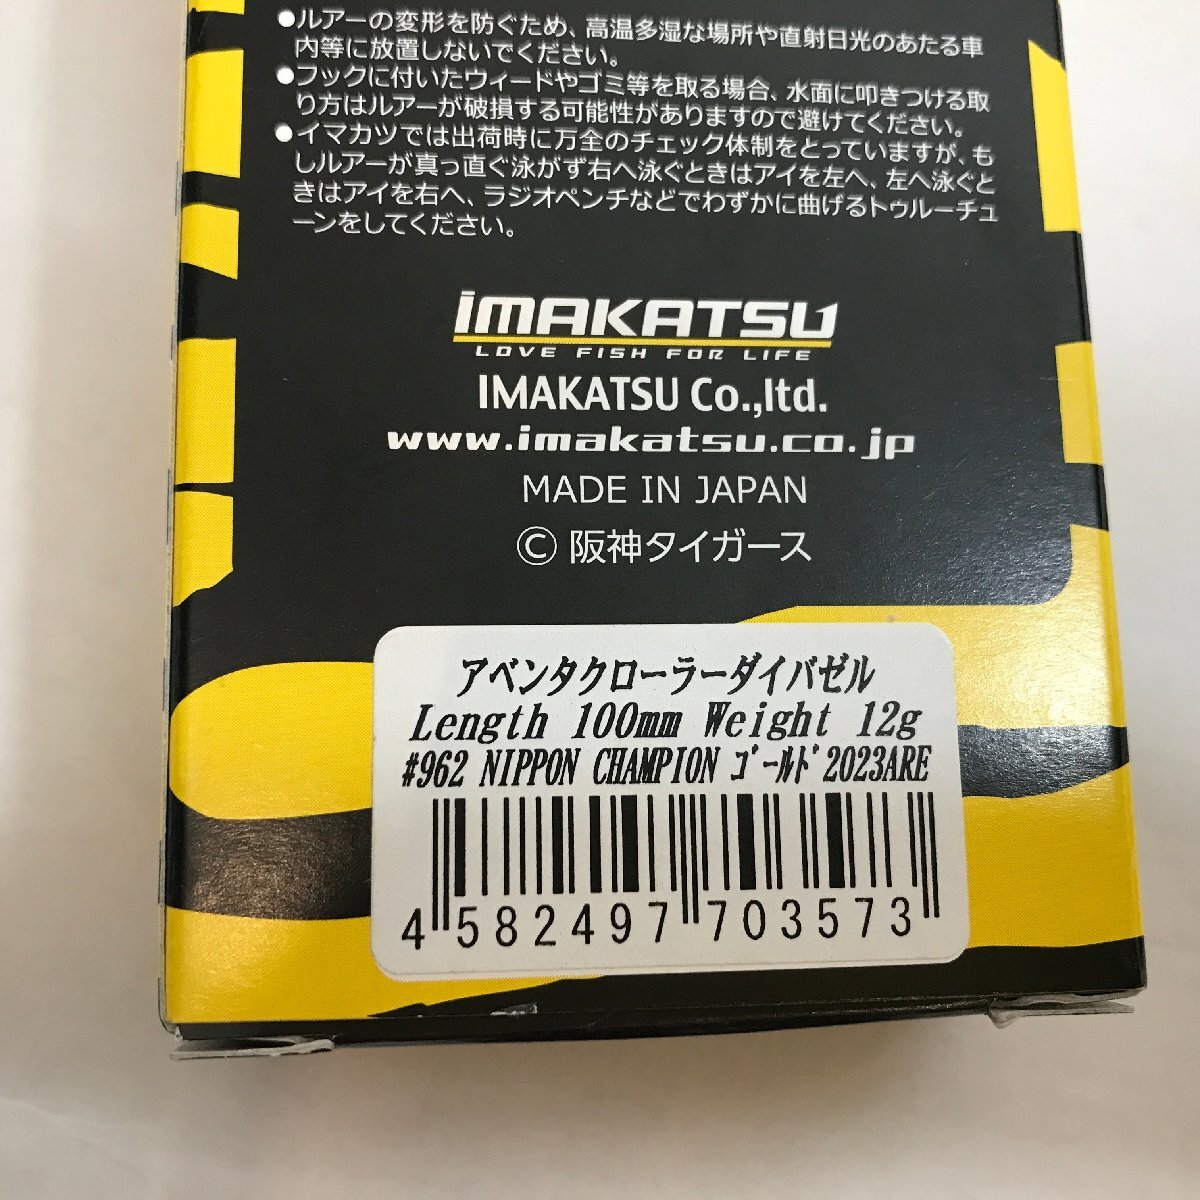 ●ルアーの変形を防ぐため、高温多湿な場所や直射日光のあたる車
内等に放置しないでください。
●フックに付いたウィードやゴミ等を取る場合、水面に叩きつける取
り方はルアーが破損する可能性がありますので避けてください。
●イマカツでは出荷時に万全のチェック体制をとっていますが、も
しルアーが真っ直ぐ泳がず右へ泳ぐときはアイを左へ、左へ泳ぐと
きはアイを右へ、ラジオペンチなどでわずかに曲げるトゥルーチュ
ーンをしてください。
IMAKATSU
LOVE FISH FOR LIFE
IMAKATSU Co.,ltd.
www.imakatsu.co.jp
MADE IN JAPAN
© 阪神タイガース
アベンタクローラーダイバゼル
Length 100mm Weight 12g
#962 NIPPON CHAMPION ｺﾞｰﾙﾄﾞ2023ARE
4 582497 703573